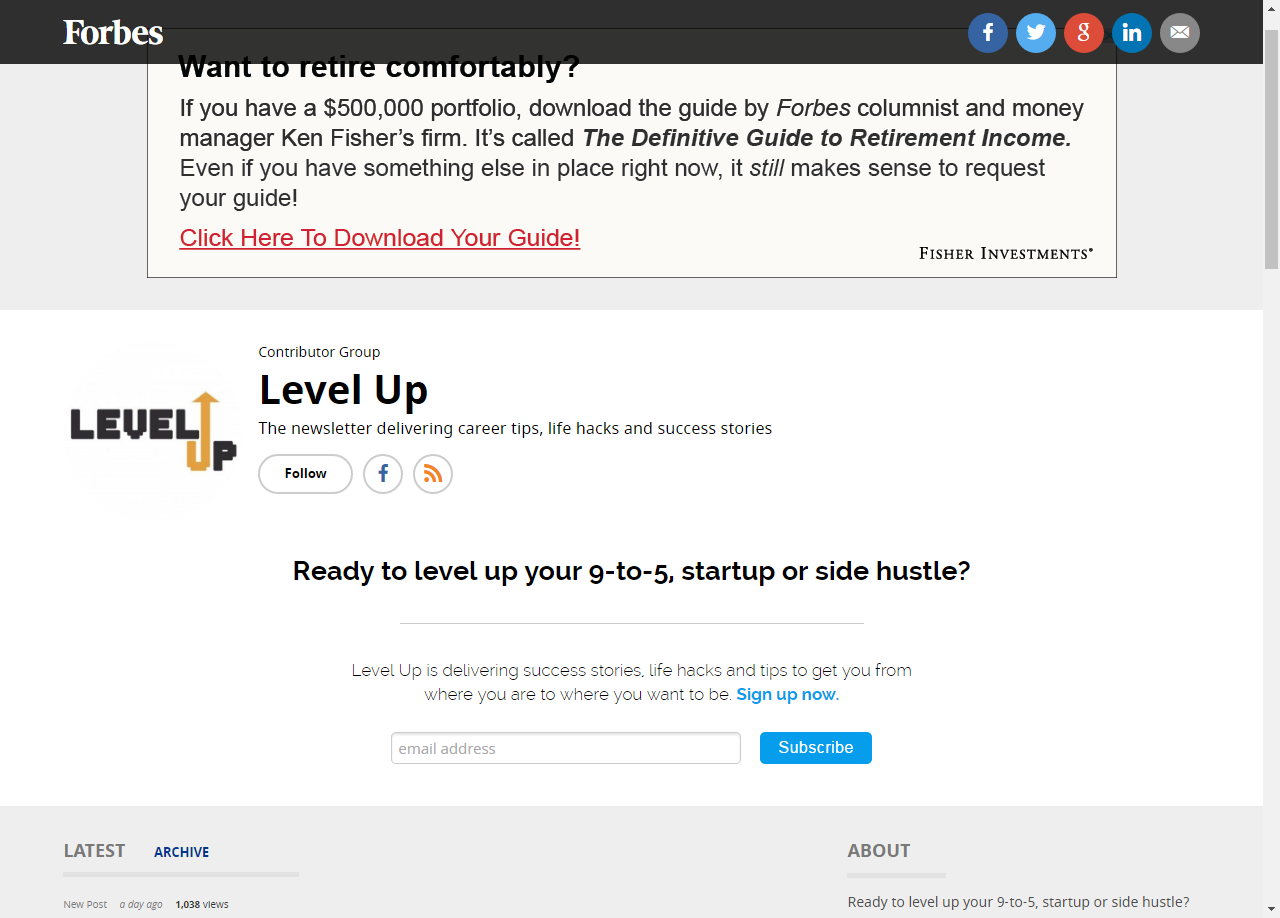 Forbes
Want to retire comfortably?
If you have a $500,000 portfolio, download the guide by Forbes columnist and money
manager Ken Fisher’s firm. It’s called The Definitive Guide to Retirement Income.
Even if you have something else in place right now, it still makes sense to request
your guide!
Click Here To Download Your Guide!
FISHER INVESTMENTS®
LEVEL UP
Contributor Group
Level Up
The newsletter delivering career tips, life hacks and success stories
Follow
Ready to level up your 9-to-5, startup or side hustle?
Level Up is delivering success stories, life hacks and tips to get you from
where you are to where you want to be. Sign up now.
email address
Subscribe
LATEST ARCHIVE
New Post a day ago 1,038 views
ABOUT
Ready to level up your 9-to-5, startup or side hustle?